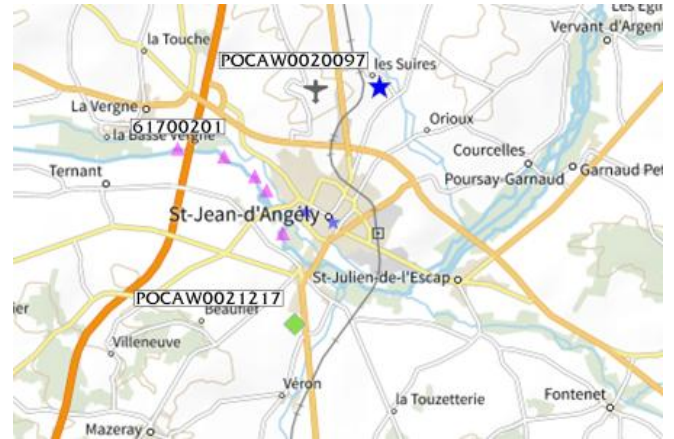 Les Egli
Vervant-d'Argent
la Touche
POCAW0020097
les Suires
La Vergne
61700201
la Basse Vergne
Orioux
Courcelles
Garnaud Pet
Ternant
Poursay-Garnaud
St-Jean-d'Angély
St-Julien-de-l'Escap
POCAW0021217
ier
Beaufief
Villeneuve
Véron
la Touzetterie
Fontenet
Mazeray